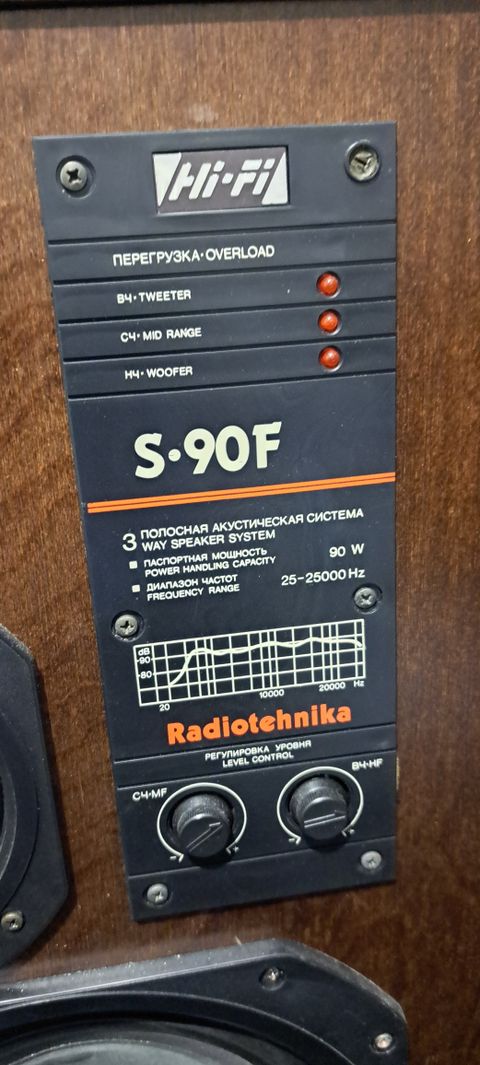 Hi-Fi
ПЕРЕГРУЗКА•OVERLOAD
ВЧ•TWEETER
СЧ•MID RANGE
НЧ•WOOFER
S•90F
3 ПОЛОСНАЯ АКУСТИЧЕСКАЯ СИСТЕМА
WAY SPEAKER SYSTEM
ПАСПОРТНАЯ МОЩНОСТЬ
POWER HANDLING CAPACITY 90 W
ДИАПАЗОН ЧАСТОТ
FREQUENCY RANGE 25-25000 Hz
dB
90
80
20 10000 20000 Hz
Radiotehnika
РЕГУЛИРОВКА УРОВНЯ
LEVEL CONTROL
СЧ•MF ВЧ•HF
- + - +